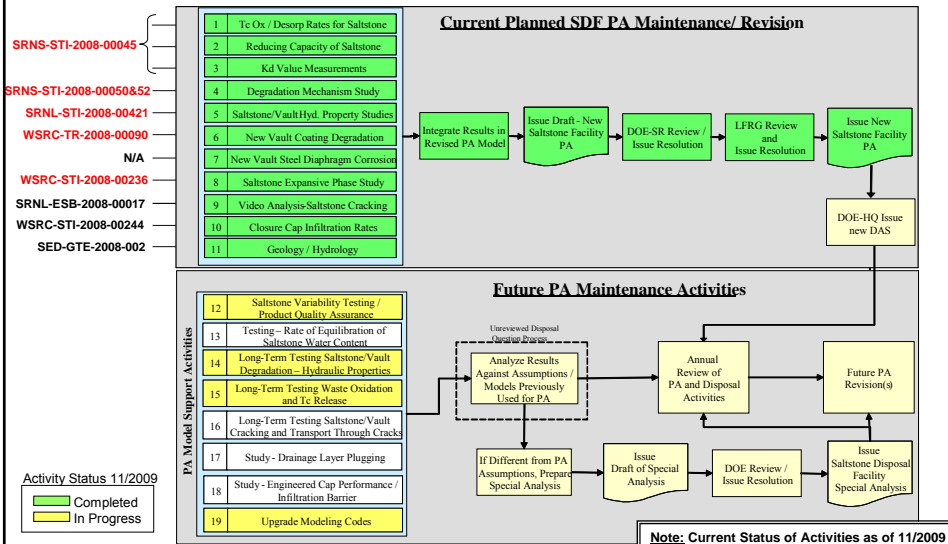 Current Planned SDF PA Maintenance/ Revision
SRNS-STI-2008-00045
SRNS-STI-2008-00050&52
SRNL-STI-2008-00421
WSRC-TR-2008-00090
N/A
WSRC-STI-2008-00236
SRNL-ESB-2008-00017
WSRC-STI-2008-00244
SED-GTE-2008-002
1 Tc Ox / Desorp Rates for Saltstone
2 Reducing Capacity of Saltstone
3 Kd Value Measurements
4 Degradation Mechanism Study
5 Saltstone/Vault Hyd. Property Studies
6 New Vault Coating Degradation
7 New Vault Steel Diaphragm Corrosion
8 Saltstone Expansive Phase Study
9 Video Analysis-Saltstone Cracking
10 Closure Cap Infiltration Rates
11 Geology / Hydrology
Integrate Results in
Revised PA Model
Issue Draft - New
Saltstone Facility
PA
DOE-SR Review /
Issue Resolution
LFRG Review
and
Issue Resolution
Issue New
Saltstone Facility
PA
DOE-HQ Issue
new DAS
Future PA Maintenance Activities
PA Model Support Activities
12 Saltstone Variability Testing /
Product Quality Assurance
13 Testing – Rate of Equilibration of
Saltstone Water Content
14 Long-Term Testing Saltstone/Vault
Degradation – Hydraulic Properties
15 Long-Term Testing Waste Oxidation
and Tc Release
16 Long-Term Testing Saltstone/Vault
Cracking and Transport Through Cracks
17 Study - Drainage Layer Plugging
18 Study - Engineered Cap Performance /
Infiltration Barrier
19 Upgrade Modeling Codes
Unreviewed Disposal
Question Process
Analyze Results
Against Assumptions /
Models Previously
Used for PA
Annual
Review of
PA and Disposal
Activities
Future PA
Revision(s)
If Different from PA
Assumptions, Prepare
Special Analysis
Issue
Draft of Special
Analysis
DOE Review /
Issue Resolution
Issue
Saltstone Disposal
Facility
Special Analysis
Activity Status 11/2009
Completed
In Progress
Note: Current Status of Activities as of 11/2009